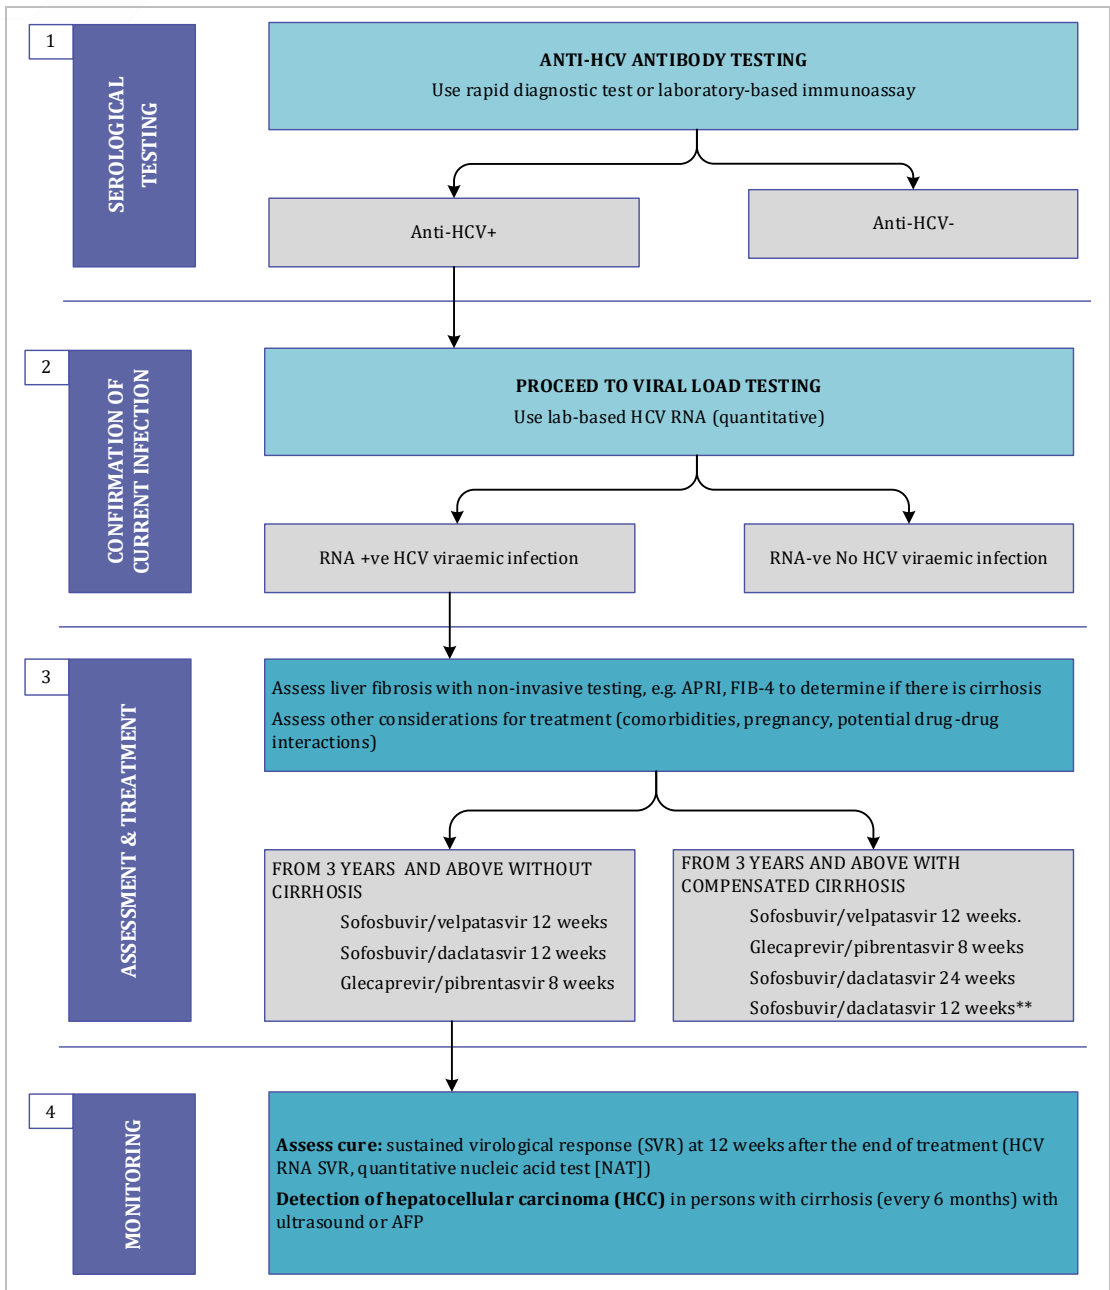 1
SEROLOGICAL
TESTING
ANTI-HCV ANTIBODY TESTING
Use rapid diagnostic test or laboratory-based immunoassay
Anti-HCV+
Anti-HCV-
2
CONFIRMATION OF
CURRENT INFECTION
PROCEED TO VIRAL LOAD TESTING
Use lab-based HCV RNA (quantitative)
RNA +ve HCV viraemic infection
RNA-ve No HCV viraemic infection
3
ASSESSMENT & TREATMENT
Assess liver fibrosis with non-invasive testing, e.g. APRI, FIB-4 to determine if there is cirrhosis
Assess other considerations for treatment (comorbidities, pregnancy, potential drug-drug
interactions)
FROM 3 YEARS AND ABOVE WITHOUT
CIRRHOSIS
Sofosbuvir/velpatasvir 12 weeks
Sofosbuvir/daclatasvir 12 weeks
Glecaprevir/pibrentasvir 8 weeks
FROM 3 YEARS AND ABOVE WITH
COMPENSATED CIRRHOSIS
Sofosbuvir/velpatasvir 12 weeks.
Glecaprevir/pibrentasvir 8 weeks
Sofosbuvir/daclatasvir 24 weeks
Sofosbuvir/daclatasvir 12 weeks**
4
MONITORING
Assess cure: sustained virological response (SVR) at 12 weeks after the end of treatment (HCV
RNA SVR, quantitative nucleic acid test [NAT])
Detection of hepatocellular carcinoma (HCC) in persons with cirrhosis (every 6 months) with
ultrasound or AFP